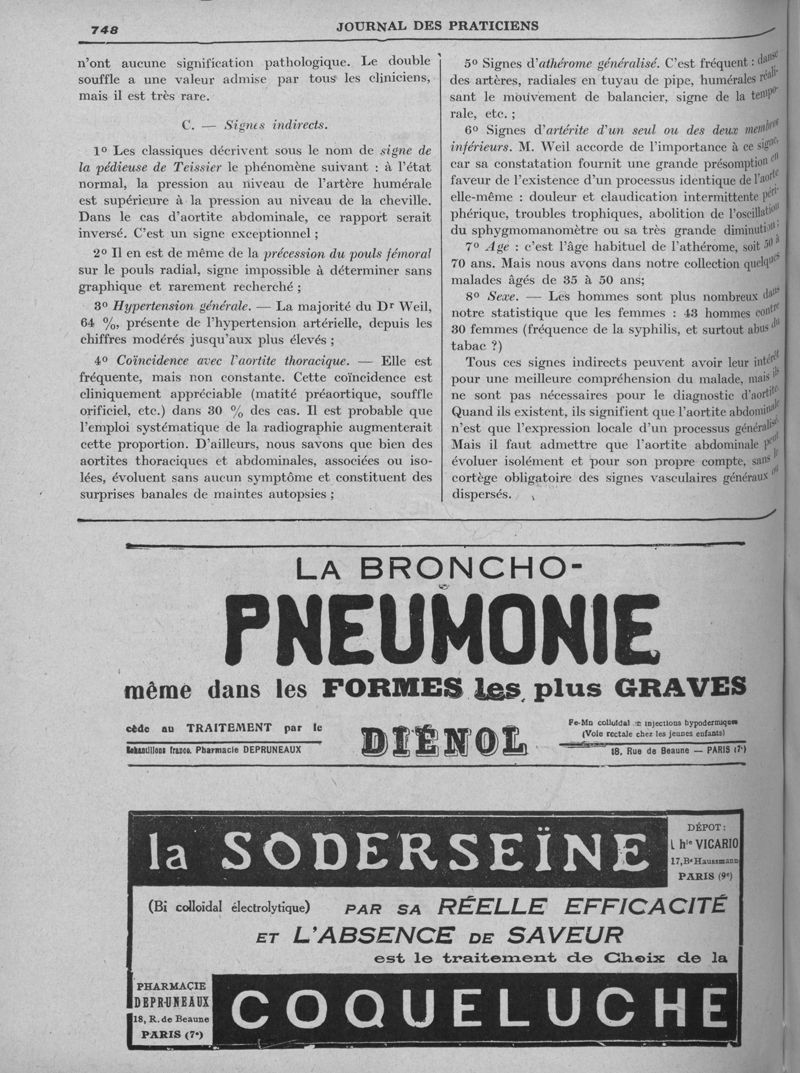 748
JOURNAL DES PRATICIENS
n'ont aucune signification pathologique. Le double
souffle a une valeur admise par tous les cliniciens,
mais il est très rare.
C. — Signes indirects.
1º Les classiques décrivent sous le nom de signe de
la pédieuse de Teissier le phénomène suivant : à l'état
normal, la pression au niveau de l'artère humérale
est supérieure à la pression au niveau de la cheville.
Dans le cas d'aortite abdominale, ce rapport serait
inversé. C'est un signe exceptionnel ;
2º Il en est de même de la précession du pouls fémoral
sur le pouls radial, signe impossible à déterminer sans
graphique et rarement recherché ;
3º Hypertension générale. — La majorité du Dr Weil,
64 %, présente de l'hypertension artérielle, depuis les
chiffres modérés jusqu'aux plus élevés ;
4º Coïncidence avec l'aortite thoracique. — Elle est
fréquente, mais non constante. Cette coïncidence est
cliniquement appréciable (matité préaortique, souffle
orificiel, etc.) dans 30 % des cas. Il est probable que
l'emploi systématique de la radiographie augmenterait
cette proportion. D'ailleurs, nous savons que bien des
aortites thoraciques et abdominales, associées ou iso-
lées, évoluent sans aucun symptôme et constituent des
surprises banales de maintes autopsies ;
5º Signes d'athérome généralisé. C'est fréquent : danse
des artères, radiales en tuyau de pipe, humérales réali-
sant le mouvement de balancier, signe de la tempo-
rale, etc. ;
6º Signes d'artérite d'un seul ou des deux membres
inférieurs. M. Weil accorde de l'importance à ce signe,
car sa constatation fournit une grande présomption en
faveur de l'existence d'un processus identique de l'aorte
elle-même : douleur et claudication intermittente péri-
phérique, troubles trophiques, abolition de l'oscillation
du sphygmomanomètre ou sa très grande diminution ;
7º Age : c'est l'âge habituel de l'athérome, soit 50 à
70 ans. Mais nous avons dans notre collection quelques
malades âgés de 35 à 50 ans;
8º Sexe. — Les hommes sont plus nombreux dans
notre statistique que les femmes : 43 hommes contre
30 femmes (fréquence de la syphilis, et surtout abus du
tabac ?)
Tous ces signes indirects peuvent avoir leur intérêt
pour une meilleure compréhension du malade, mais ils
ne sont pas nécessaires pour le diagnostic d'aortite.
Quand ils existent, ils signifient que l'aortite abdominale
n'est que l'expression locale d'un processus généralisé.
Mais il faut admettre que l'aortite abdominale peut
évoluer isolément et pour son propre compte, sans le
cortège obligatoire des signes vasculaires généraux et
dispersés.
LA BRONCHO-
PNEUMONIE
même dans les FORMES les plus GRAVES
cède au TRAITEMENT par le
DIÉNOL
Fe-Mn colloïdal injections hypodermiques
(Voie rectale chez les jeunes enfants)
Echantillons franco. Pharmacie DEPRUNEAUX
18, Rue de Beaune — PARIS (7e)
la SODERSEÏNE
DÉPOT :
hie VICARIO
17, Bd Haussmann
PARIS (9e)
(Bi colloidal électrolytique) PAR SA RÉELLE EFFICACITÉ
ET L'ABSENCE DE SAVEUR
est le traitement de Choix de la
PHARMACIE
DEPRUNEAUX
18, R. de Beaune
PARIS (7e)
COQUELUCHE